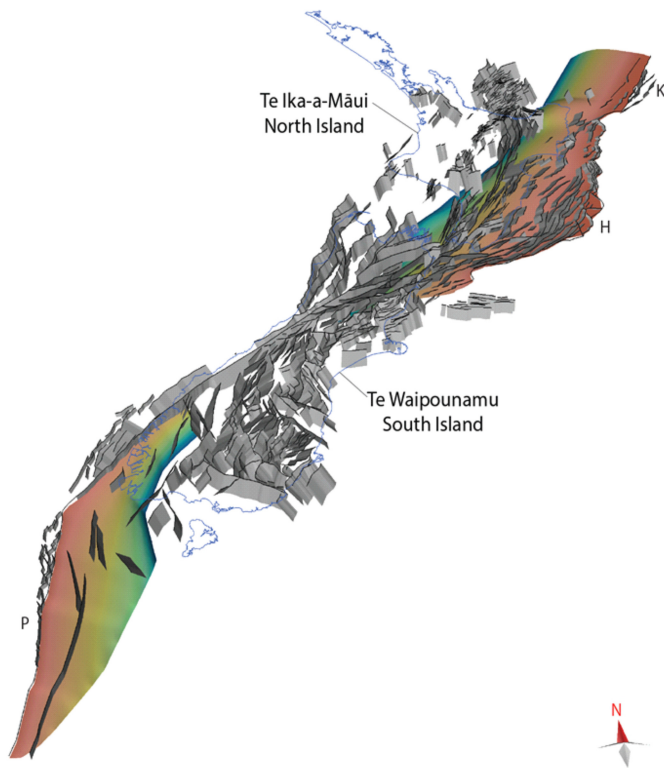 K
Te Ika-a-Māui
North Island
H
Te Waipounamu
South Island
P
N